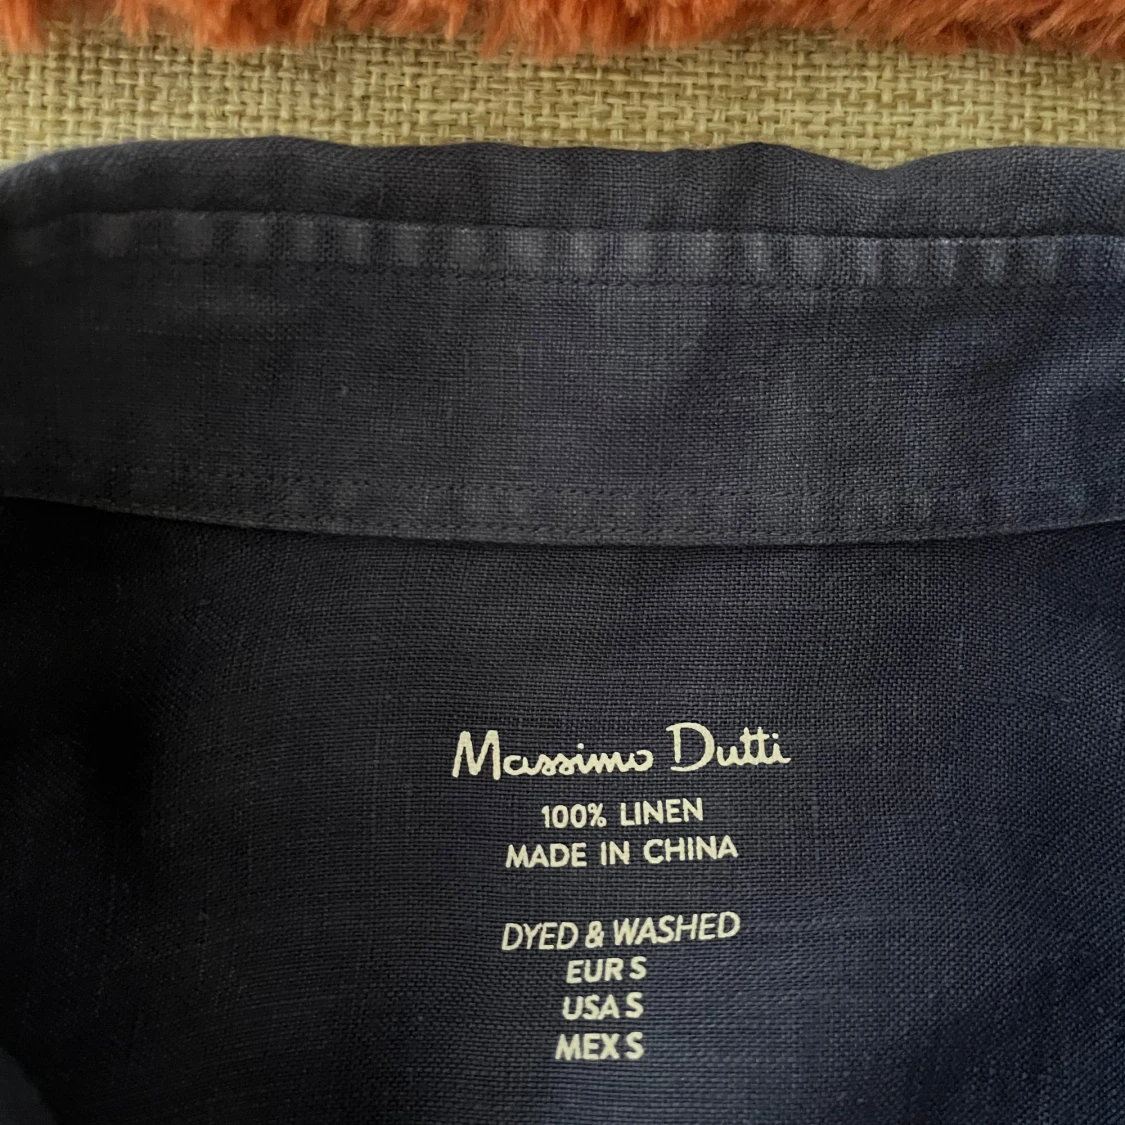 Massimo Dutti
100% LINEN
MADE IN CHINA
DYED & WASHED
EUR S
USA S
MEX S